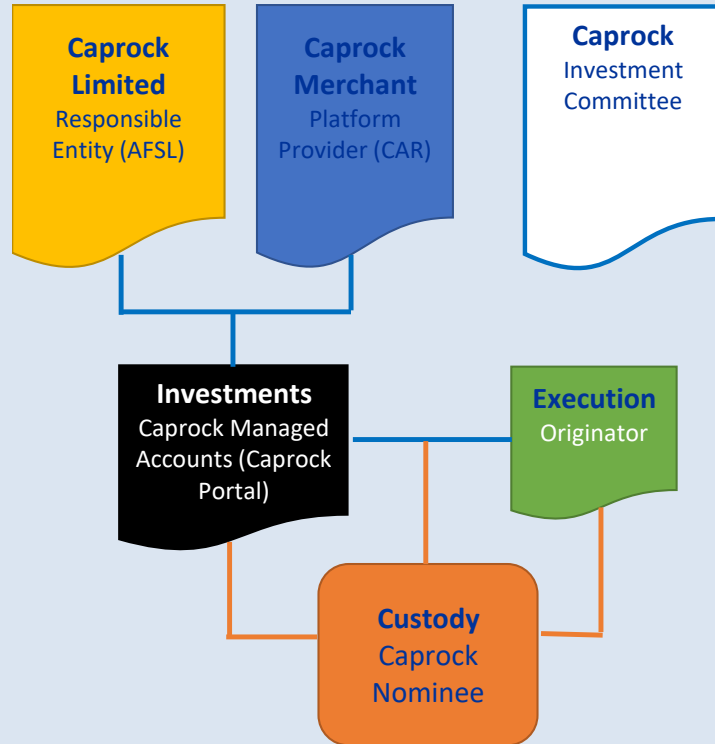 Caprock
Limited
Responsible
Entity (AFSL)
Caprock
Merchant
Platform
Provider (CAR)
Caprock
Investment
Committee
Investments
Caprock Managed
Accounts (Caprock
Portal)
Execution
Originator
Custody
Caprock
Nominee